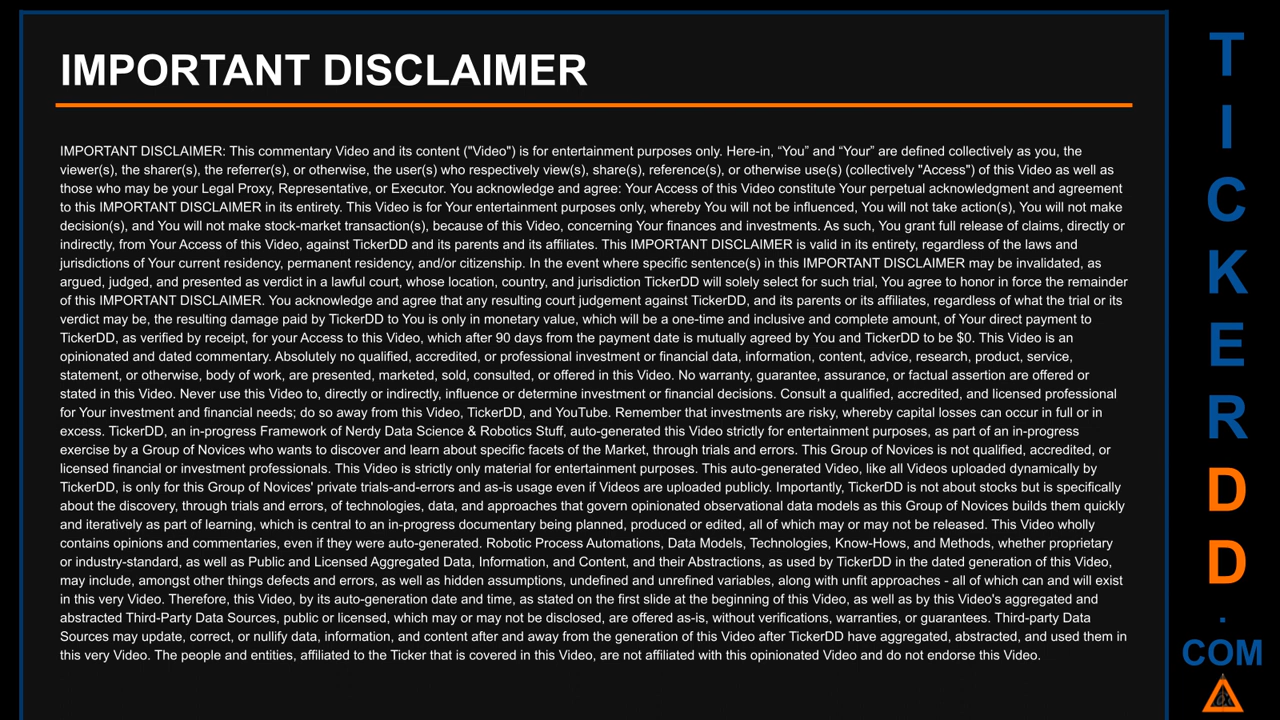 IMPORTANT DISCLAIMER
IMPORTANT DISCLAIMER: This commentary Video and its content ("Video") is for entertainment purposes only. Here-in, “You” and “Your” are defined collectively as you, the
viewer(s), the sharer(s), the referrer(s), or otherwise, the user(s) who respectively view(s), share(s), reference(s), or otherwise use(s) (collectively "Access") of this Video as well as
those who may be your Legal Proxy, Representative, or Executor. You acknowledge and agree: Your Access of this Video constitute Your perpetual acknowledgment and agreement
to this IMPORTANT DISCLAIMER in its entirety. This Video is for Your entertainment purposes only, whereby You will not be influenced, You will not take action(s), You will not make
decision(s), and You will not make stock-market transaction(s), because of this Video, concerning Your finances and investments. As such, You grant full release of claims, directly or
indirectly, from Your Access of this Video, against TickerDD and its parents and its affiliates. This IMPORTANT DISCLAIMER is valid in its entirety, regardless of the laws and
jurisdictions of Your current residency, permanent residency, and/or citizenship. In the event where specific sentence(s) in this IMPORTANT DISCLAIMER may be invalidated, as
argued, judged, and presented as verdict in a lawful court, whose location, country, and jurisdiction TickerDD will solely select for such trial, You agree to honor in force the remainder
of this IMPORTANT DISCLAIMER. You acknowledge and agree that any resulting court judgement against TickerDD, and its parents or its affiliates, regardless of what the trial or its
verdict may be, the resulting damage paid by TickerDD to You is only in monetary value, which will be a one-time and inclusive and complete amount, of Your direct payment to
TickerDD, as verified by receipt, for your Access to this Video, which after 90 days from the payment date is mutually agreed by You and TickerDD to be $0. This Video is an
opinionated and dated commentary. Absolutely no qualified, accredited, or professional investment or financial data, information, content, advice, research, product, service,
statement, or otherwise, body of work, are presented, marketed, sold, consulted, or offered in this Video. No warranty, guarantee, assurance, or factual assertion are offered or
stated in this Video. Never use this Video to, directly or indirectly, influence or determine investment or financial decisions. Consult a qualified, accredited, and licensed professional
for Your investment and financial needs; do so away from this Video, TickerDD, and YouTube. Remember that investments are risky, whereby capital losses can occur in full or in
excess. TickerDD, an in-progress Framework of Nerdy Data Science & Robotics Stuff, auto-generated this Video strictly for entertainment purposes, as part of an in-progress
exercise by a Group of Novices who wants to discover and learn about specific facets of the Market, through trials and errors. This Group of Novices is not qualified, accredited, or
licensed financial or investment professionals. This Video is strictly only material for entertainment purposes. This auto-generated Video, like all Videos uploaded dynamically by
TickerDD, is only for this Group of Novices' private trials-and-errors and as-is usage even if Videos are uploaded publicly. Importantly, TickerDD is not about stocks but is specifically
about the discovery, through trials and errors, of technologies, data, and approaches that govern opinionated observational data models as this Group of Novices builds them quickly
and iteratively as part of learning, which is central to an in-progress documentary being planned, produced or edited, all of which may or may not be released. This Video wholly
contains opinions and commentaries, even if they were auto-generated. Robotic Process Automations, Data Models, Technologies, Know-Hows, and Methods, whether proprietary
or industry-standard, as well as Public and Licensed Aggregated Data, Information, and Content, and their Abstractions, as used by TickerDD in the dated generation of this Video,
may include, amongst other things defects and errors, as well as hidden assumptions, undefined and unrefined variables, along with unfit approaches - all of which can and will exist
in this very Video. Therefore, this Video, by its auto-generation date and time, as stated on the first slide at the beginning of this Video, as well as by this Video's aggregated and
abstracted Third-Party Data Sources, public or licensed, which may or may not be disclosed, are offered as-is, without verifications, warranties, or guarantees. Third-party Data
Sources may update, correct, or nullify data, information, and content after and away from the generation of this Video after TickerDD have aggregated, abstracted, and used them in
this very Video. The people and entities, affiliated to the Ticker that is covered in this Video, are not affiliated with this opinionated Video and do not endorse this Video.
T
I
C
K
E
R
D
D
.
COM